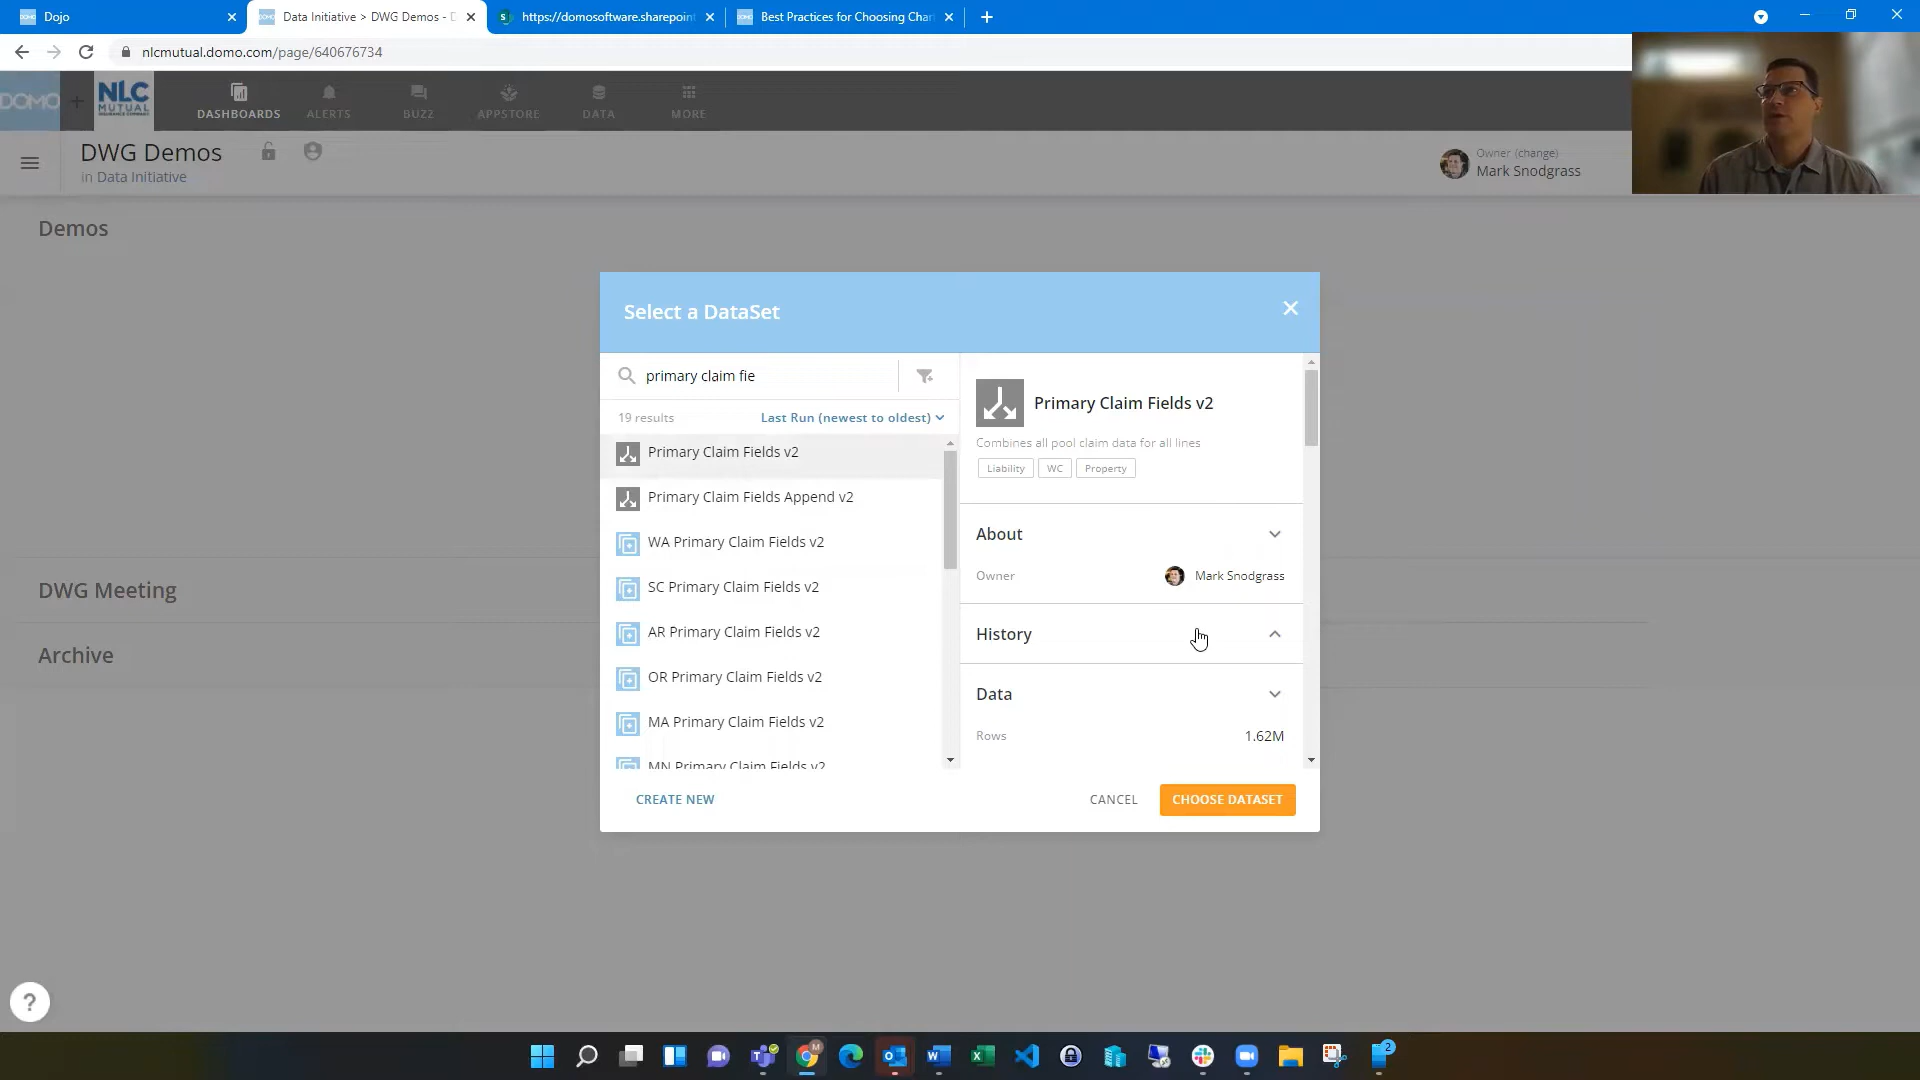 Dojo
Data Initiative > DWG Demos - D
https://domosoftware.sharepoint
Best Practices for Choosing Char
nlcmutual.domo.com/page/640676734
DOMO
NLC
MUTUAL
INSURANCE COMPANY
DASHBOARDS
ALERTS
BUZZ
APPSTORE
DATA
MORE
DWG Demos
in Data Initiative
Owner (change)
Mark Snodgrass
Demos
Select a DataSet
primary claim fie
19 results
Last Run (newest to oldest)
Primary Claim Fields v2
Primary Claim Fields Append v2
WA Primary Claim Fields v2
SC Primary Claim Fields v2
AR Primary Claim Fields v2
OR Primary Claim Fields v2
MA Primary Claim Fields v2
MN Primary Claim Fields v2
Primary Claim Fields v2
Combines all pool claim data for all lines
Liability
WC
Property
About
Owner
Mark Snodgrass
History
Data
Rows
1.62M
CREATE NEW
CANCEL
CHOOSE DATASET
DWG Meeting
Archive
?
M
2